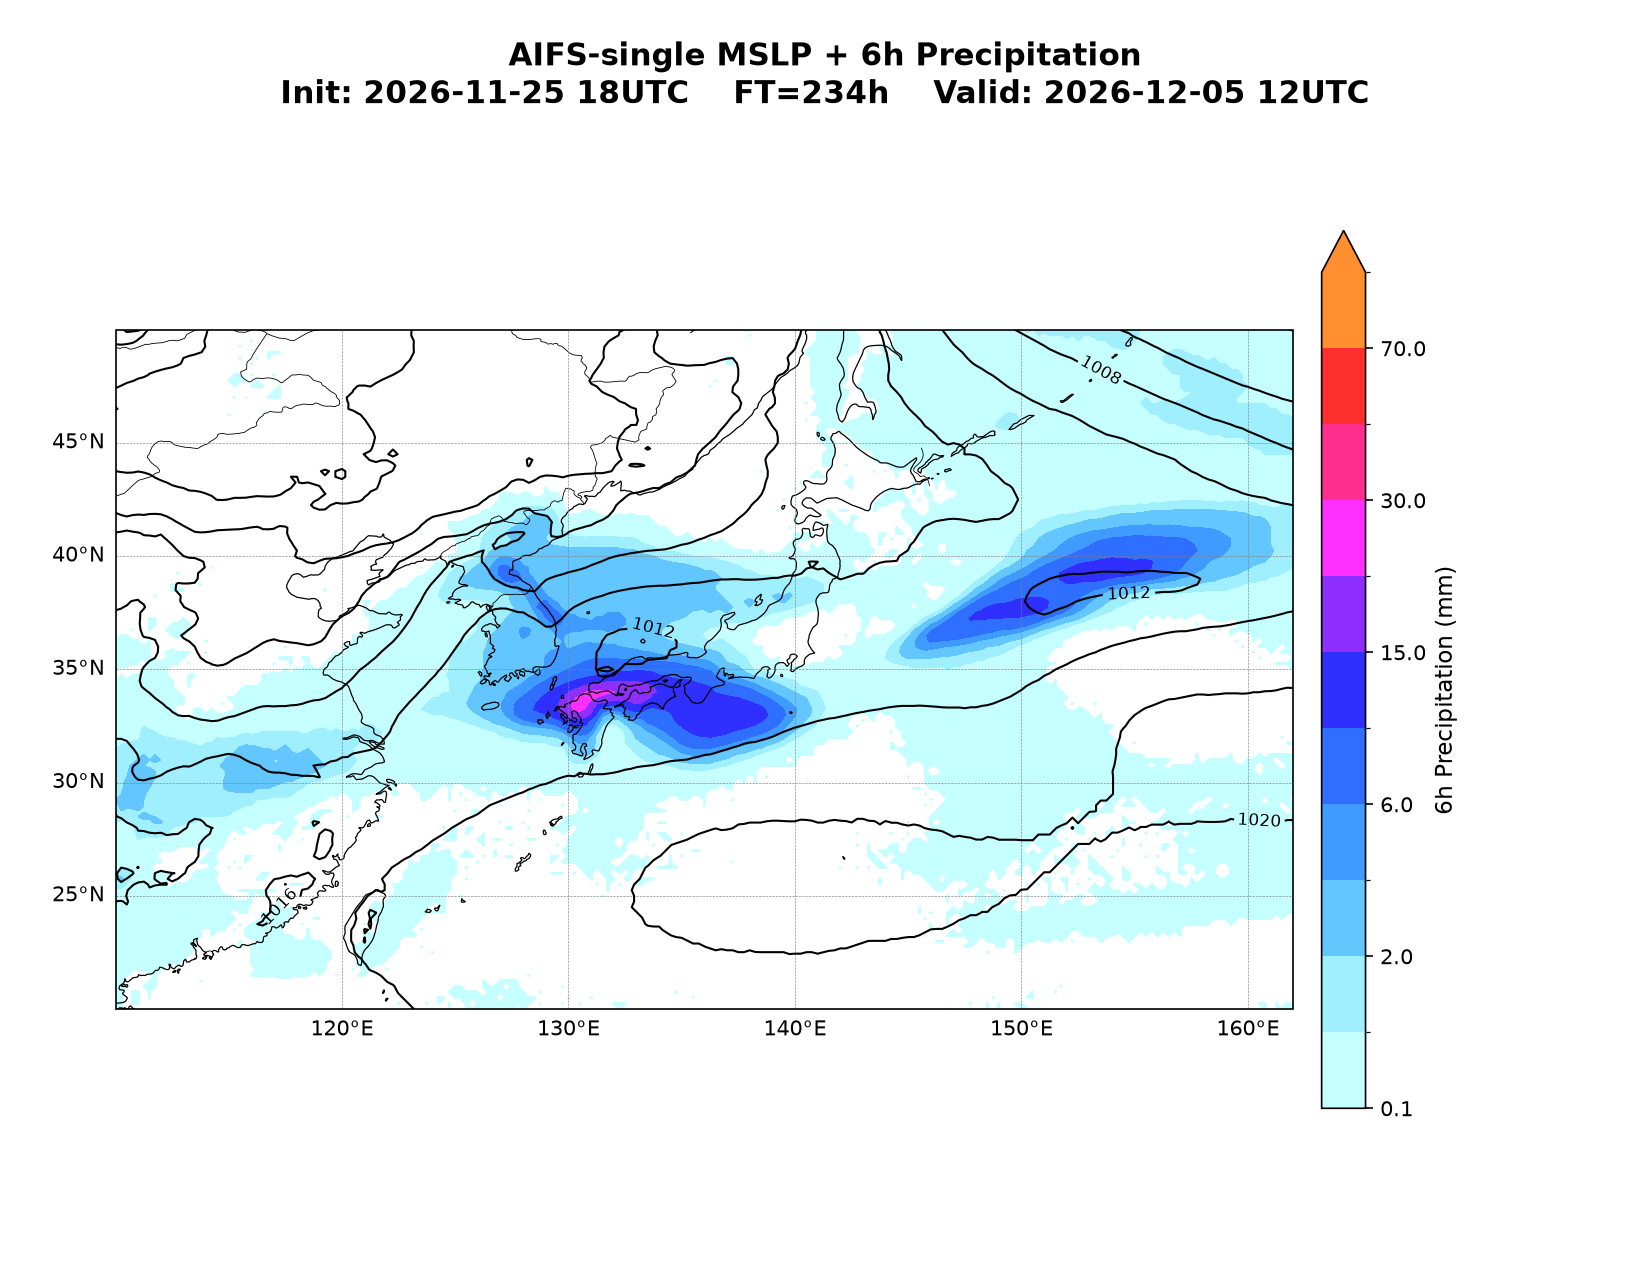 AIFS-single MSLP + 6h Precipitation
Init: 2026-11-25 18UTC    FT=234h    Valid: 2026-12-05 12UTC
1008
1012
1012
1020
1016
45°N
40°N
35°N
30°N
25°N
120°E
130°E
140°E
150°E
160°E
70.0
30.0
15.0
6.0
2.0
0.1
6h Precipitation (mm)